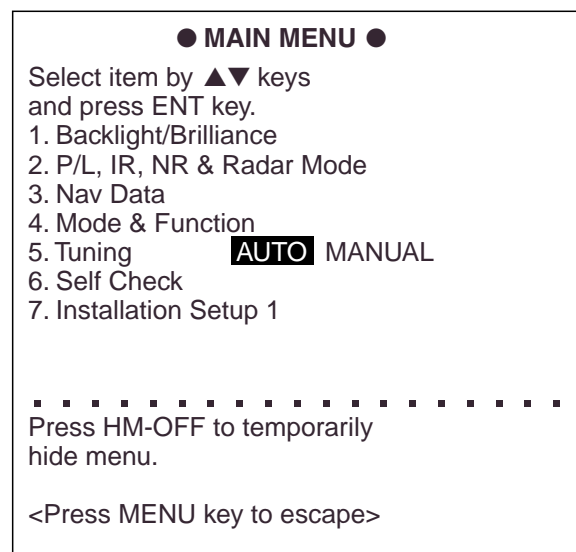 ● MAIN MENU ●
Select item by ▲▼ keys
and press ENT key.
1. Backlight/Brilliance
2. P/L, IR, NR & Radar Mode
3. Nav Data
4. Mode & Function
5. Tuning AUTO MANUAL
6. Self Check
7. Installation Setup 1
Press HM-OFF to temporarily
hide menu.
<Press MENU key to escape>